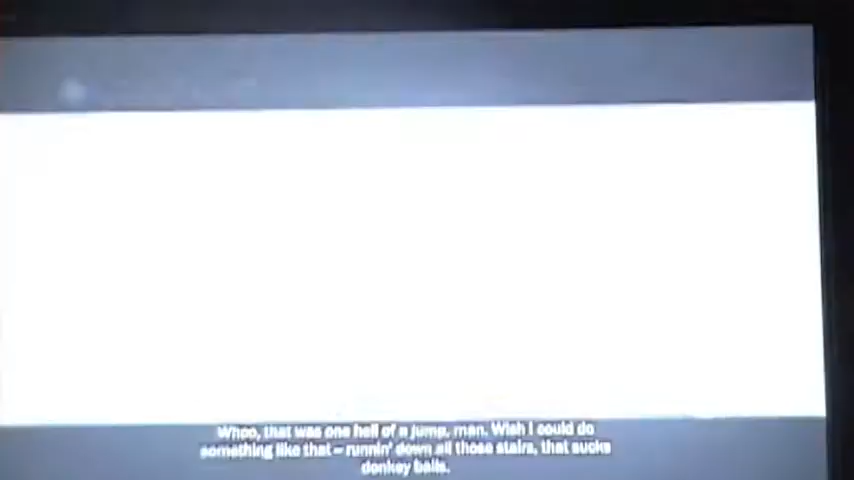 Whoo, that was one hell of a jump, man. Wish I could do
something like that – runnin' down all those stairs, that sucks
donkey balls.